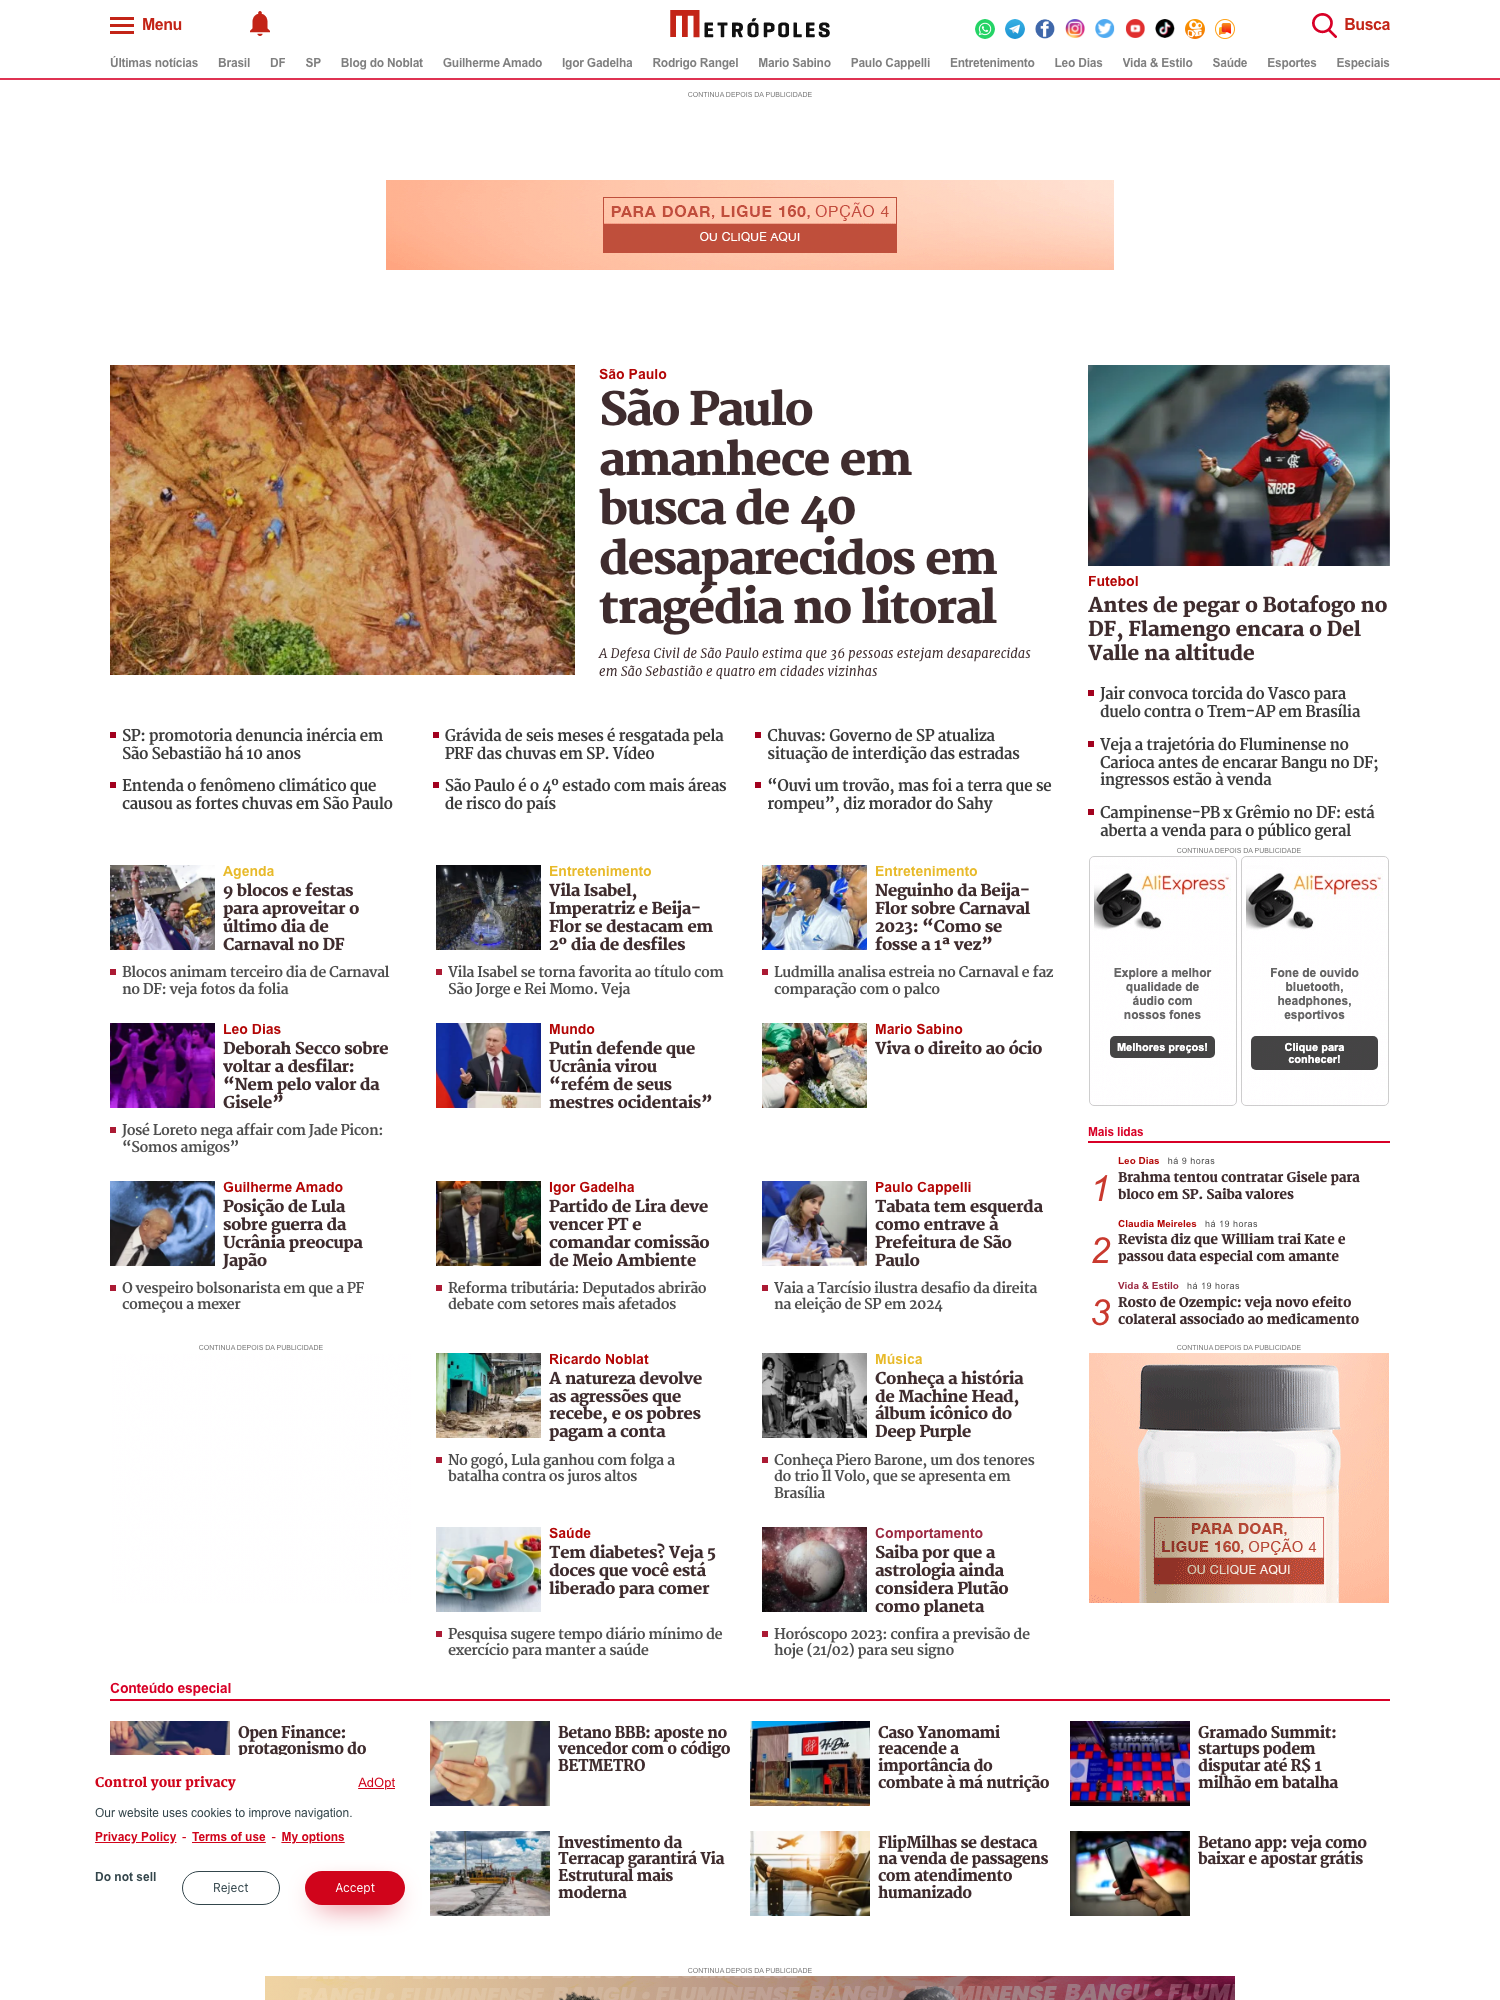 Menu
METRÓPOLES
Busca
Últimas notícias Brasil DF SP Blog do Noblat Guilherme Amado Igor Gadelha Rodrigo Rangel Mario Sabino Paulo Cappelli Entretenimento Leo Dias Vida & Estilo Saúde Esportes Especiais
CONTINUA DEPOIS DA PUBLICIDADE
PARA DOAR, LIGUE 160, OPÇÃO 4
OU CLIQUE AQUI
São Paulo
São Paulo
amanhece em
busca de 40
desaparecidos em
tragédia no litoral
A Defesa Civil de São Paulo estima que 36 pessoas estejam desaparecidas
em São Sebastião e quatro em cidades vizinhas
SP: promotoria denuncia inércia em
São Sebastião há 10 anos
Entenda o fenômeno climático que
causou as fortes chuvas em São Paulo
Grávida de seis meses é resgatada pela
PRF das chuvas em SP. Vídeo
São Paulo é o 4º estado com mais áreas
de risco do país
Chuvas: Governo de SP atualiza
situação de interdição das estradas
“Ouvi um trovão, mas foi a terra que se
rompeu”, diz morador do Sahy
BRB
Futebol
Antes de pegar o Botafogo no
DF, Flamengo encara o Del
Valle na altitude
Jair convoca torcida do Vasco para
duelo contra o Trem-AP em Brasília
Veja a trajetória do Fluminense no
Carioca antes de encarar Bangu no DF;
ingressos estão à venda
Campinense-PB x Grêmio no DF: está
aberta a venda para o público geral
Agenda
9 blocos e festas
para aproveitar o
último dia de
Carnaval no DF
Blocos animam terceiro dia de Carnaval
no DF: veja fotos da folia
Entretenimento
Vila Isabel,
Imperatriz e Beija-
Flor se destacam em
2º dia de desfiles
Vila Isabel se torna favorita ao título com
São Jorge e Rei Momo. Veja
Entretenimento
Neguinho da Beija-
Flor sobre Carnaval
2023: “Como se
fosse a 1ª vez”
Ludmilla analisa estreia no Carnaval e faz
comparação com o palco
Leo Dias
Deborah Secco sobre
voltar a desfilar:
“Nem pelo valor da
Gisele”
José Loreto nega affair com Jade Picon:
“Somos amigos”
Mundo
Putin defende que
Ucrânia virou
“refém de seus
mestres ocidentais”
Mario Sabino
Viva o direito ao ócio
Guilherme Amado
Posição de Lula
sobre guerra da
Ucrânia preocupa
Japão
O vespeiro bolsonarista em que a PF
começou a mexer
Igor Gadelha
Partido de Lira deve
vencer PT e
comandar comissão
de Meio Ambiente
Reforma tributária: Deputados abrirão
debate com setores mais afetados
Paulo Cappelli
Tabata tem esquerda
como entrave à
Prefeitura de São
Paulo
Vaia a Tarcísio ilustra desafio da direita
na eleição de SP em 2024
CONTINUA DEPOIS DA PUBLICIDADE
AliExpress™
Explore a melhor
qualidade de
áudio com
nossos fones
Melhores preços!
AliExpress™
Fone de ouvido
bluetooth,
headphones,
esportivos
Clique para
conhecer!
Mais lidas
1
Leo Dias há 9 horas
Brahma tentou contratar Gisele para
bloco em SP. Saiba valores
2
Claudia Meireles há 19 horas
Revista diz que William trai Kate e
passou data especial com amante
3
Vida & Estilo há 19 horas
Rosto de Ozempic: veja novo efeito
colateral associado ao medicamento
CONTINUA DEPOIS DA PUBLICIDADE
Ricardo Noblat
A natureza devolve
as agressões que
recebe, e os pobres
pagam a conta
No gogó, Lula ganhou com folga a
batalha contra os juros altos
Música
Conheça a história
de Machine Head,
álbum icônico do
Deep Purple
Conheça Piero Barone, um dos tenores
do trio Il Volo, que se apresenta em
Brasília
CONTINUA DEPOIS DA PUBLICIDADE
PARA DOAR,
LIGUE 160, OPÇÃO 4
OU CLIQUE AQUI
Saúde
Tem diabetes? Veja 5
doces que você está
liberado para comer
Pesquisa sugere tempo diário mínimo de
exercício para manter a saúde
Comportamento
Saiba por que a
astrologia ainda
considera Plutão
como planeta
Horóscopo 2023: confira a previsão de
hoje (21/02) para seu signo
Conteúdo especial
Open Finance:
protagonismo do
Betano BBB: aposte no
vencedor com o código
BETMETRO
HDia
Caso Yanomami
reacende a
importância do
combate à má nutrição
summit
Gramado Summit:
startups podem
disputar até R$ 1
milhão em batalha
Control your privacy
AdOpt
Our website uses cookies to improve navigation.
Privacy Policy - Terms of use - My options
Do not sell
Reject
Accept
Investimento da
Terracap garantirá Via
Estrutural mais
moderna
FlipMilhas se destaca
na venda de passagens
com atendimento
humanizado
Betano app: veja como
baixar e apostar grátis
CONTINUA DEPOIS DA PUBLICIDADE
BANGU • FLUMINENSE BANGU • FLUMINENSE BANGU • FLUMI